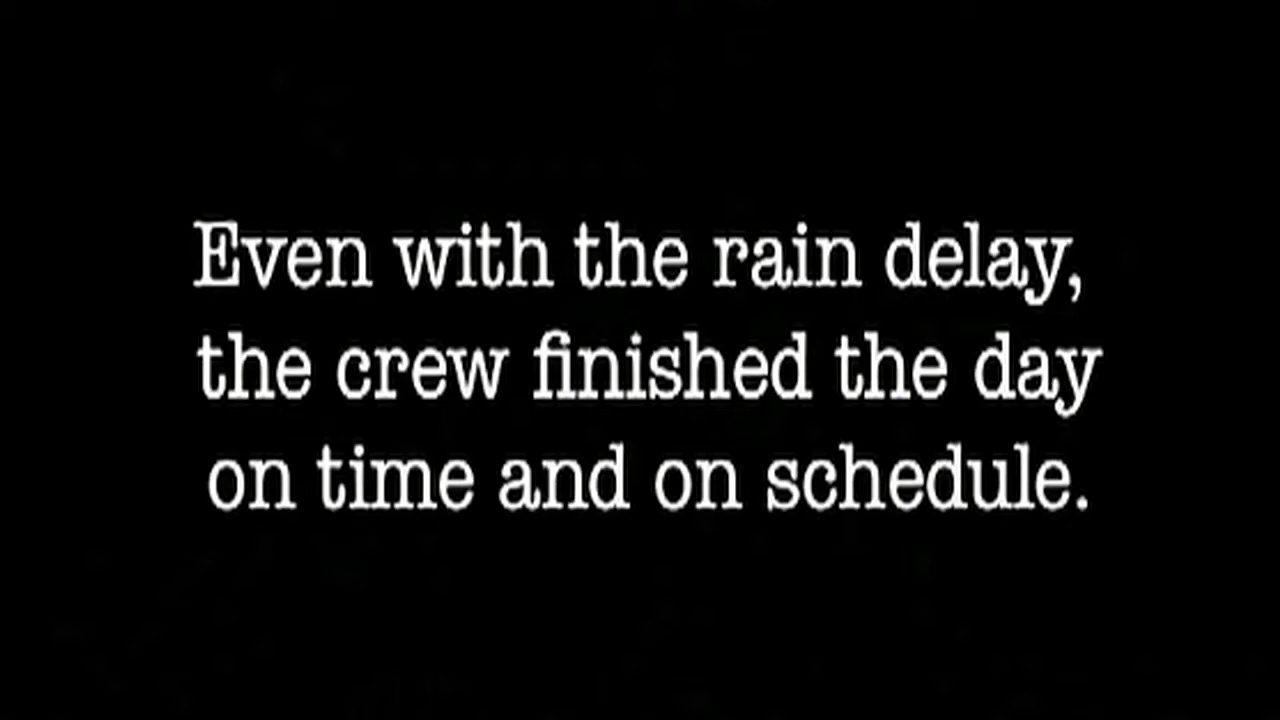 Even with the rain delay,
the crew finished the day
on time and on schedule.